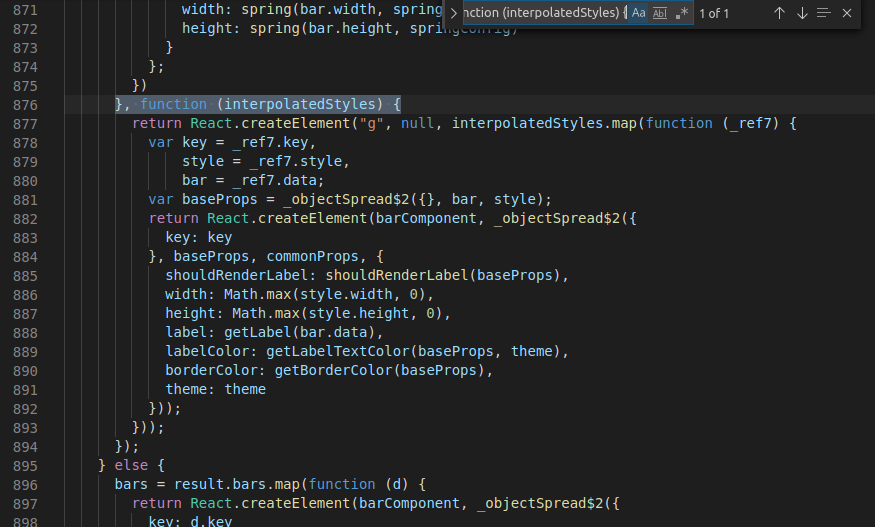 871 width: spring(bar.width, spring
872 height: spring(bar.height, springConfig)
nction (interpolatedStyles) { Aa Abl .* 1 of 1
873 }
874 };
875 })
876 }, function (interpolatedStyles) {
877 return React.createElement("g", null, interpolatedStyles.map(function (_ref7) {
878 var key = _ref7.key,
879 style = _ref7.style,
880 bar = _ref7.data;
881 var baseProps = _objectSpread$2({}, bar, style);
882 return React.createElement(barComponent, _objectSpread$2({
883 key: key
884 }, baseProps, commonProps, {
885 shouldRenderLabel: shouldRenderLabel(baseProps),
886 width: Math.max(style.width, 0),
887 height: Math.max(style.height, 0),
888 label: getLabel(bar.data),
889 labelColor: getLabelTextColor(baseProps, theme),
890 borderColor: getBorderColor(baseProps),
891 theme: theme
892 }));
893 }));
894 });
895 } else {
896 bars = result.bars.map(function (d) {
897 return React.createElement(barComponent, _objectSpread$2({
898 key: d.key